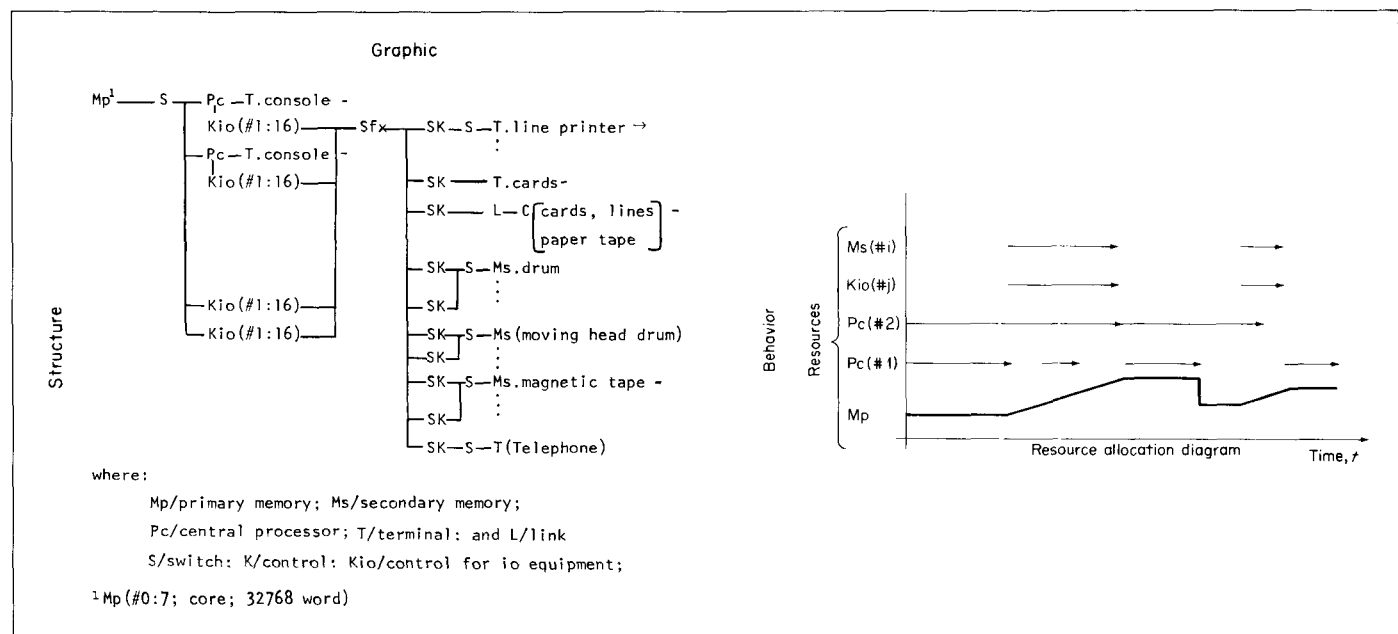 Graphic
Structure
Mp¹ S Pc T.console -
Kio(#1:16) Sfx SK S T.line printer →
Pc T.console -
Kio(#1:16) SK T.cards-
SK L C [cards, lines] -
paper tape
SK S Ms.drum
Kio(#1:16) SK
Kio(#1:16) SK S Ms(moving head drum)
SK
SK S Ms.magnetic tape -
SK
SK S T(Telephone)
where:
Mp/primary memory; Ms/secondary memory;
Pc/central processor; T/terminal: and L/link
S/switch: K/control: Kio/control for io equipment;
¹Mp(#0:7; core; 32768 word)
Behavior
Resources
Ms(#i)
Kio(#j)
Pc(#2)
Pc(#1)
Mp
Resource allocation diagram
Time, t